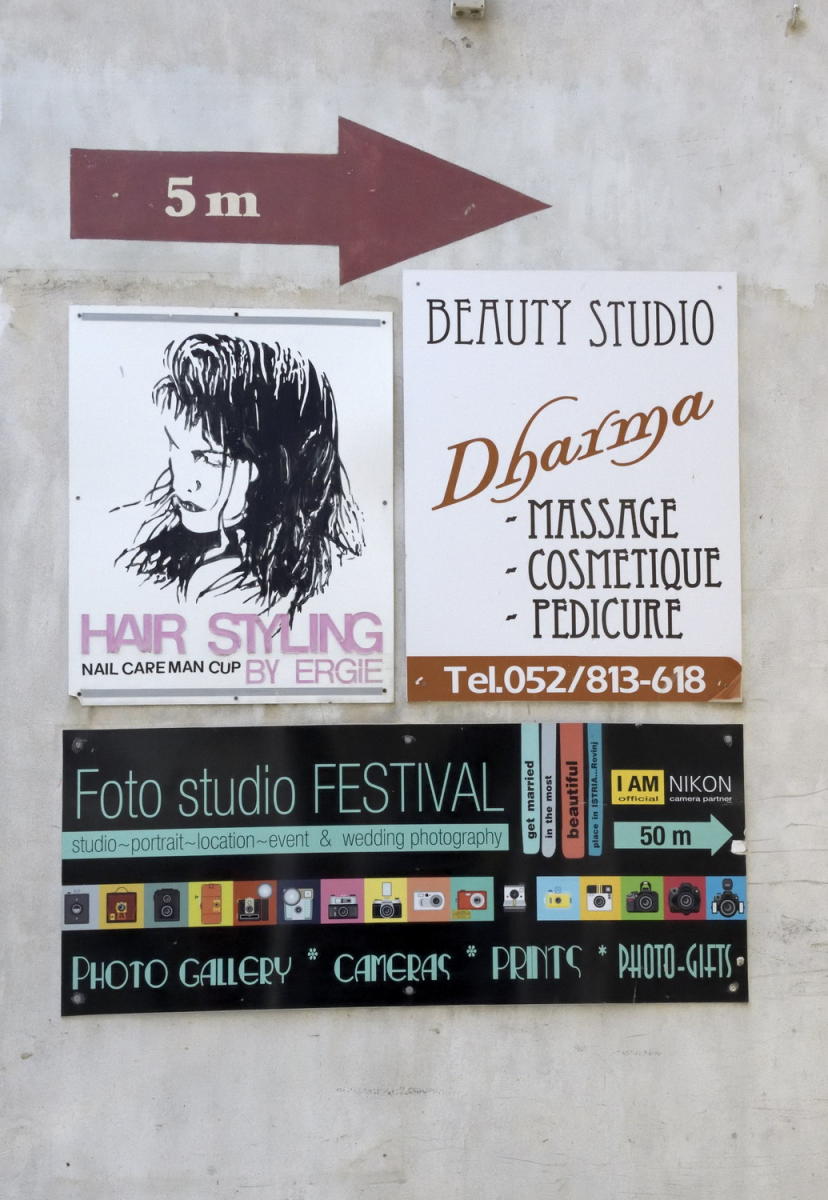 5 m
HAIR STYLING
NAIL CARE MAN CUP BY ERGIE
BEAUTY STUDIO
Dharma
- MASSAGE
- COSMETIQUE
- PEDICURE
Tel.052/813-618
Foto studio FESTIVAL
studio~portrait~location~event & wedding photography
get married
in the most
beautiful
place in ISTRIA...Rovinj
I AM NIKON
official camera partner
50 m
PHOTO GALLERY * CAMERAS * PRINTS * PHOTO-GIFTS